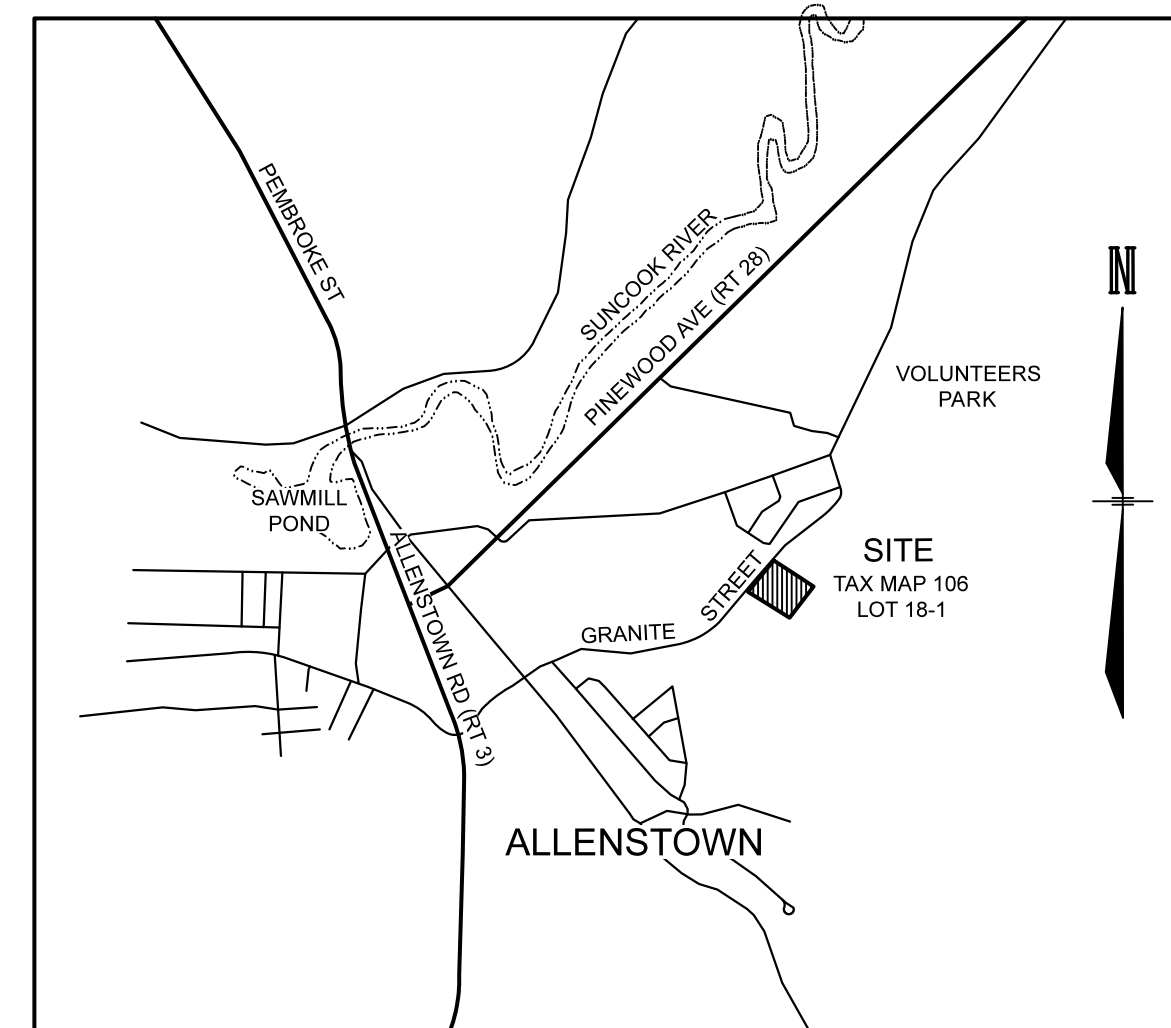 PEMBROKE ST
SUNCOOK RIVER
PINEWOOD AVE (RT 28)
N
VOLUNTEERS
PARK
SAWMILL
POND
ALLENSTOWN RD (RT 3)
SITE
TAX MAP 106
LOT 18-1
GRANITE STREET
ALLENSTOWN